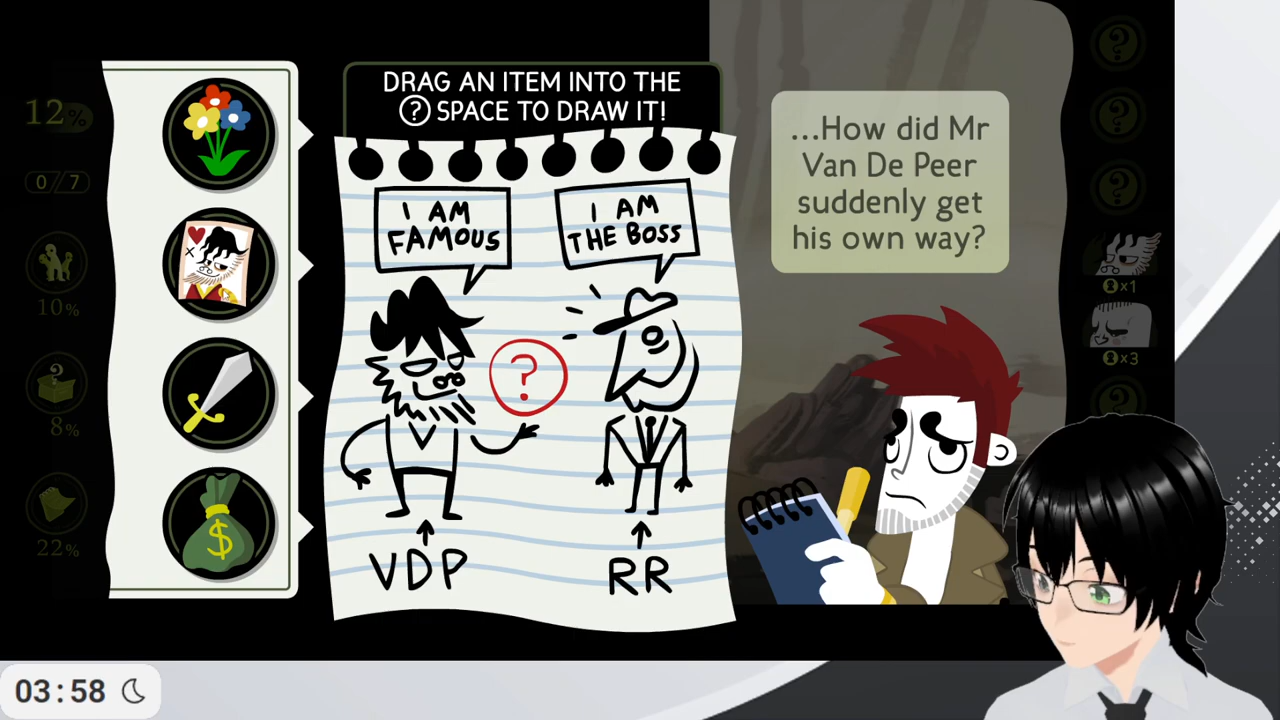 DRAG AN ITEM INTO THE
? SPACE TO DRAW IT!
12%
0/7
10%
8%
22%
I AM
FAMOUS
I AM
THE BOSS
?
VDP
RR
$
...How did Mr
Van De Peer
suddenly get
his own way?
?
?
?
x1
x3
?
03:58